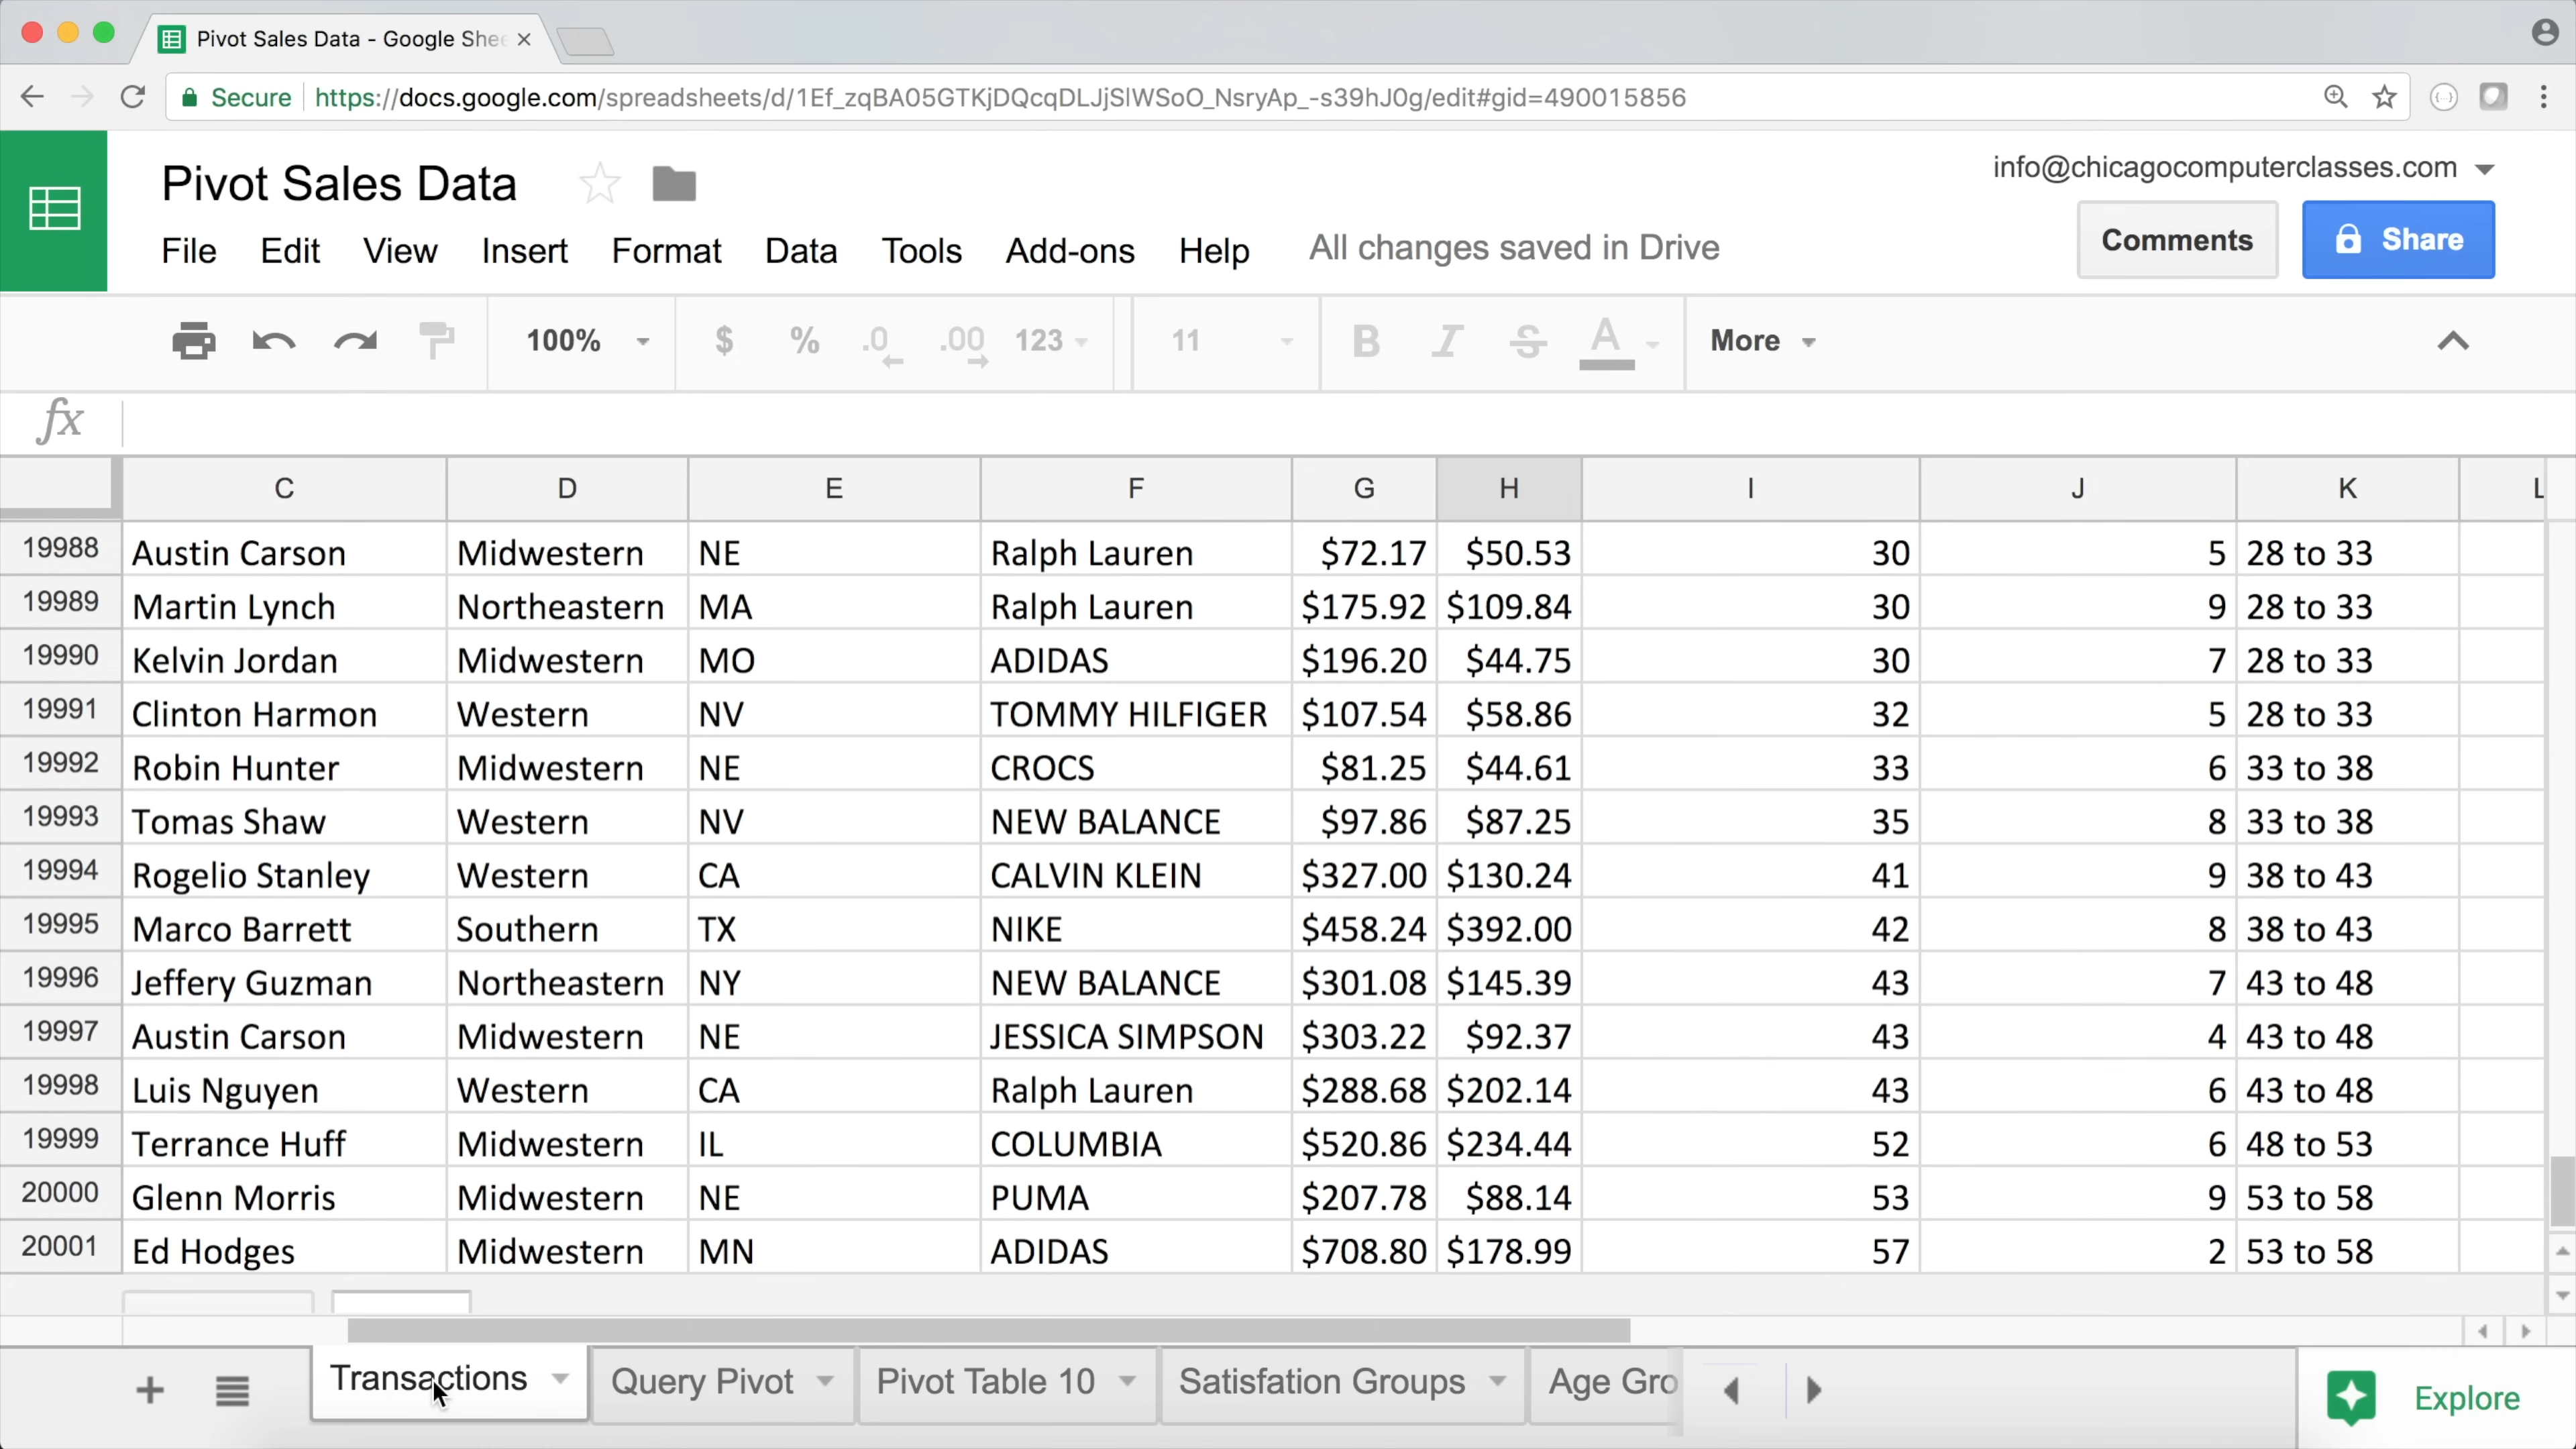 Pivot Sales Data - Google Shee
Secure https://docs.google.com/spreadsheets/d/1Ef_zqBA05GTKjDQcqDLJjSlWSoO_NsryAp_-s39hJ0g/edit#gid=490015856
Pivot Sales Data
info@chicagocomputerclasses.com
File Edit View Insert Format Data Tools Add-ons Help All changes saved in Drive
Comments Share
100% $ % .0 .00 123 11 B I S A More
fx
C D E F G H I J K L
19988 Austin Carson Midwestern NE Ralph Lauren $72.17 $50.53 30 5 28 to 33
19989 Martin Lynch Northeastern MA Ralph Lauren $175.92 $109.84 30 9 28 to 33
19990 Kelvin Jordan Midwestern MO ADIDAS $196.20 $44.75 30 7 28 to 33
19991 Clinton Harmon Western NV TOMMY HILFIGER $107.54 $58.86 32 5 28 to 33
19992 Robin Hunter Midwestern NE CROCS $81.25 $44.61 33 6 33 to 38
19993 Tomas Shaw Western NV NEW BALANCE $97.86 $87.25 35 8 33 to 38
19994 Rogelio Stanley Western CA CALVIN KLEIN $327.00 $130.24 41 9 38 to 43
19995 Marco Barrett Southern TX NIKE $458.24 $392.00 42 8 38 to 43
19996 Jeffery Guzman Northeastern NY NEW BALANCE $301.08 $145.39 43 7 43 to 48
19997 Austin Carson Midwestern NE JESSICA SIMPSON $303.22 $92.37 43 4 43 to 48
19998 Luis Nguyen Western CA Ralph Lauren $288.68 $202.14 43 6 43 to 48
19999 Terrance Huff Midwestern IL COLUMBIA $520.86 $234.44 52 6 48 to 53
20000 Glenn Morris Midwestern NE PUMA $207.78 $88.14 53 9 53 to 58
20001 Ed Hodges Midwestern MN ADIDAS $708.80 $178.99 57 2 53 to 58
Transactions Query Pivot Pivot Table 10 Satisfation Groups Age Gro Explore